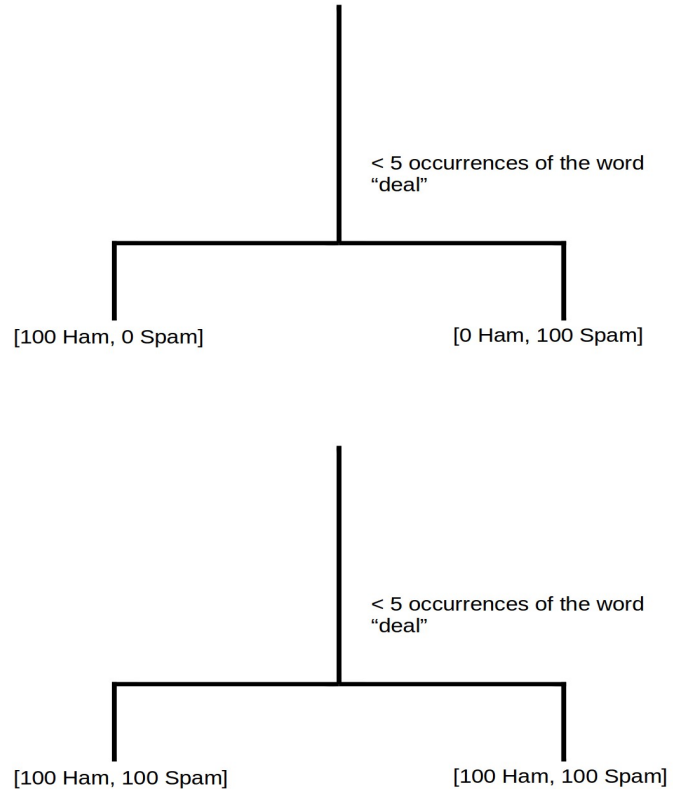 < 5 occurrences of the word
“deal”
[100 Ham, 0 Spam]
[0 Ham, 100 Spam]
< 5 occurrences of the word
“deal”
[100 Ham, 100 Spam]
[100 Ham, 100 Spam]